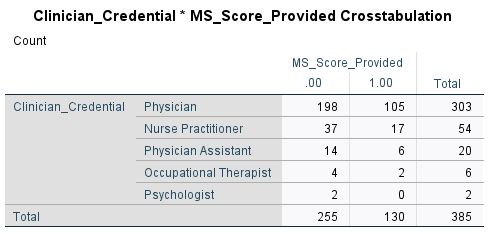 Clinician_Credential * MS_Score_Provided Crosstabulation
Count
MS_Score_Provided
.00 1.00 Total
Clinician_Credential Physician 198 105 303
Nurse Practitioner 37 17 54
Physician Assistant 14 6 20
Occupational Therapist 4 2 6
Psychologist 2 0 2
Total 255 130 385